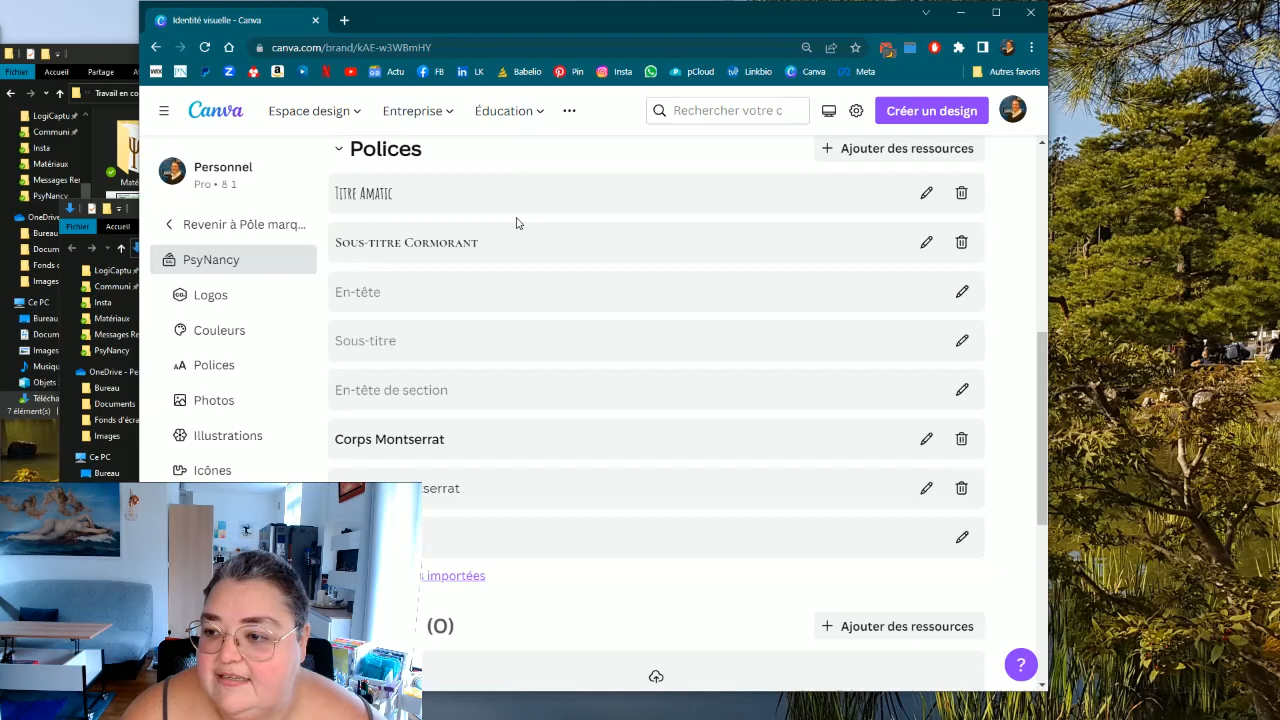 Identité visuelle - Canva
canva.com/brand/kAE-w3WBmHY
Actu
FB
LK
Babelio
Pin
Insta
pCloud
Linkbio
Canva
Meta
Autres favoris
Canva
Espace design
Entreprise
Éducation
Rechercher votre c
Créer un design
Personnel
Pro • 8 1
Revenir à Pôle marq...
PsyNancy
Logos
Couleurs
Polices
Photos
Illustrations
Icônes
Polices
Ajouter des ressources
Titre Amatic
Sous-titre Cormorant
En-tête
Sous-titre
En-tête de section
Corps Montserrat
serrat
importées
(0)
Ajouter des ressources
?
Fichier
Accueil
Partage
Travail en co
LogiCaptu
Communi
Insta
Matériaux
Messages Re
PsyNancy
OneDrive
Bureau
Docum
Fonds d
Images
Ce PC
Bureau
Docum
Images
Musiqu
Objets
Télécha
7 élément(s)
Fichier
Accueil
LogiCaptu
Communi
Insta
Matériaux
Messages Re
PsyNancy
OneDrive - Pe
Bureau
Documents
Fonds d'écra
Images
Ce PC
Bureau